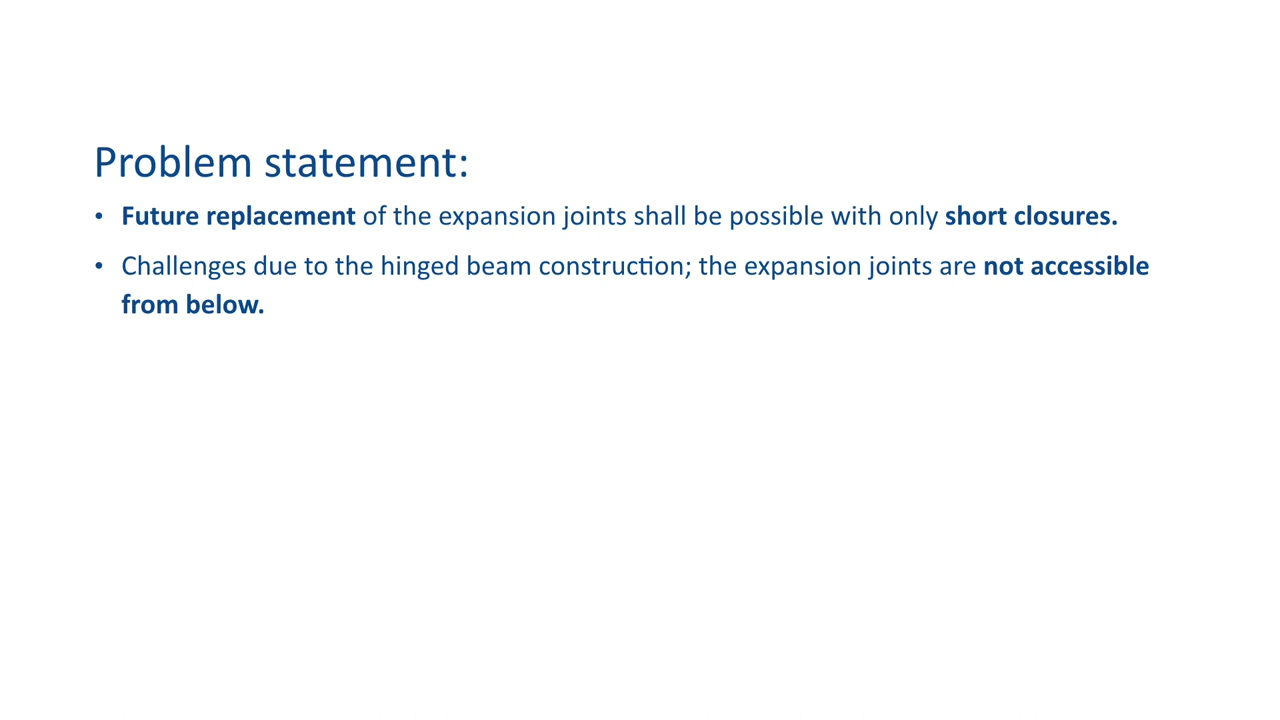 Problem statement:
• Future replacement of the expansion joints shall be possible with only short closures.
• Challenges due to the hinged beam construction; the expansion joints are not accessible
from below.